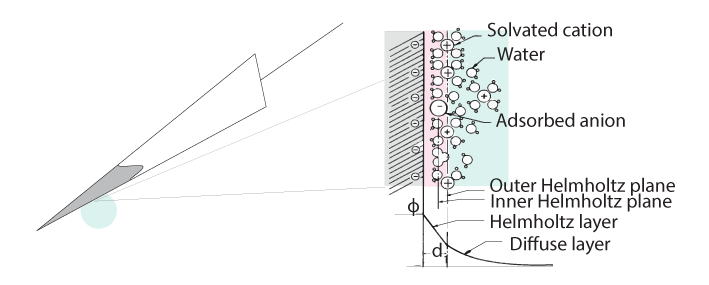 Solvated cation
Water
Adsorbed anion
Outer Helmholtz plane
Inner Helmholtz plane
ϕ
Helmholtz layer
Diffuse layer
d